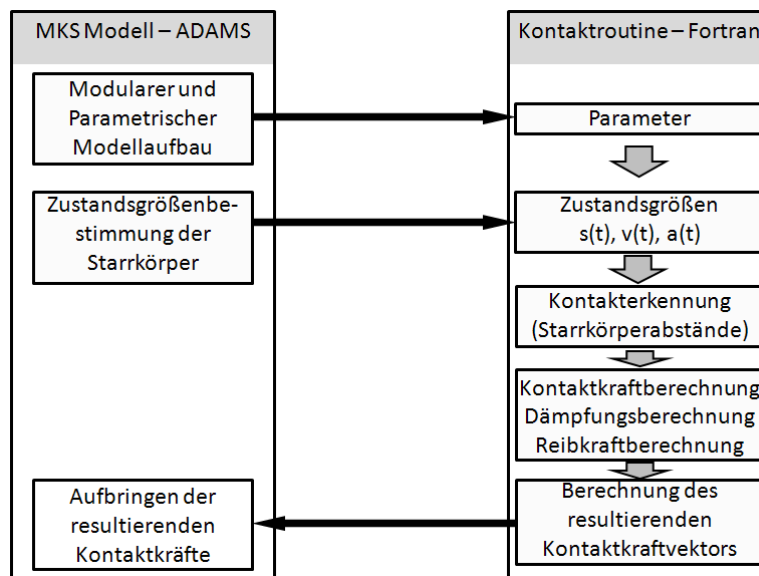 MKS Modell – ADAMS
Modularer und
Parametrischer
Modellaufbau
Zustandsgrößenbe-
stimmung der
Starrkörper
Aufbringen der
resultierenden
Kontaktkräfte
Kontaktroutine – Fortran
Parameter
Zustandsgrößen
s(t), v(t), a(t)
Kontakterkennung
(Starrkörperabstände)
Kontaktkraftberechnung
Dämpfungsberechnung
Reibkraftberechnung
Berechnung des
resultierenden
Kontaktkraftvektors